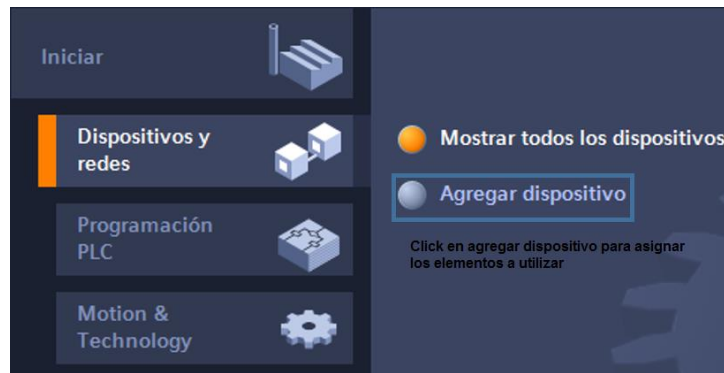 Iniciar
Dispositivos y
redes
Programación
PLC
Motion &
Technology
Mostrar todos los dispositivos
Agregar dispositivo
Click en agregar dispositivo para asignar
los elementos a utilizar